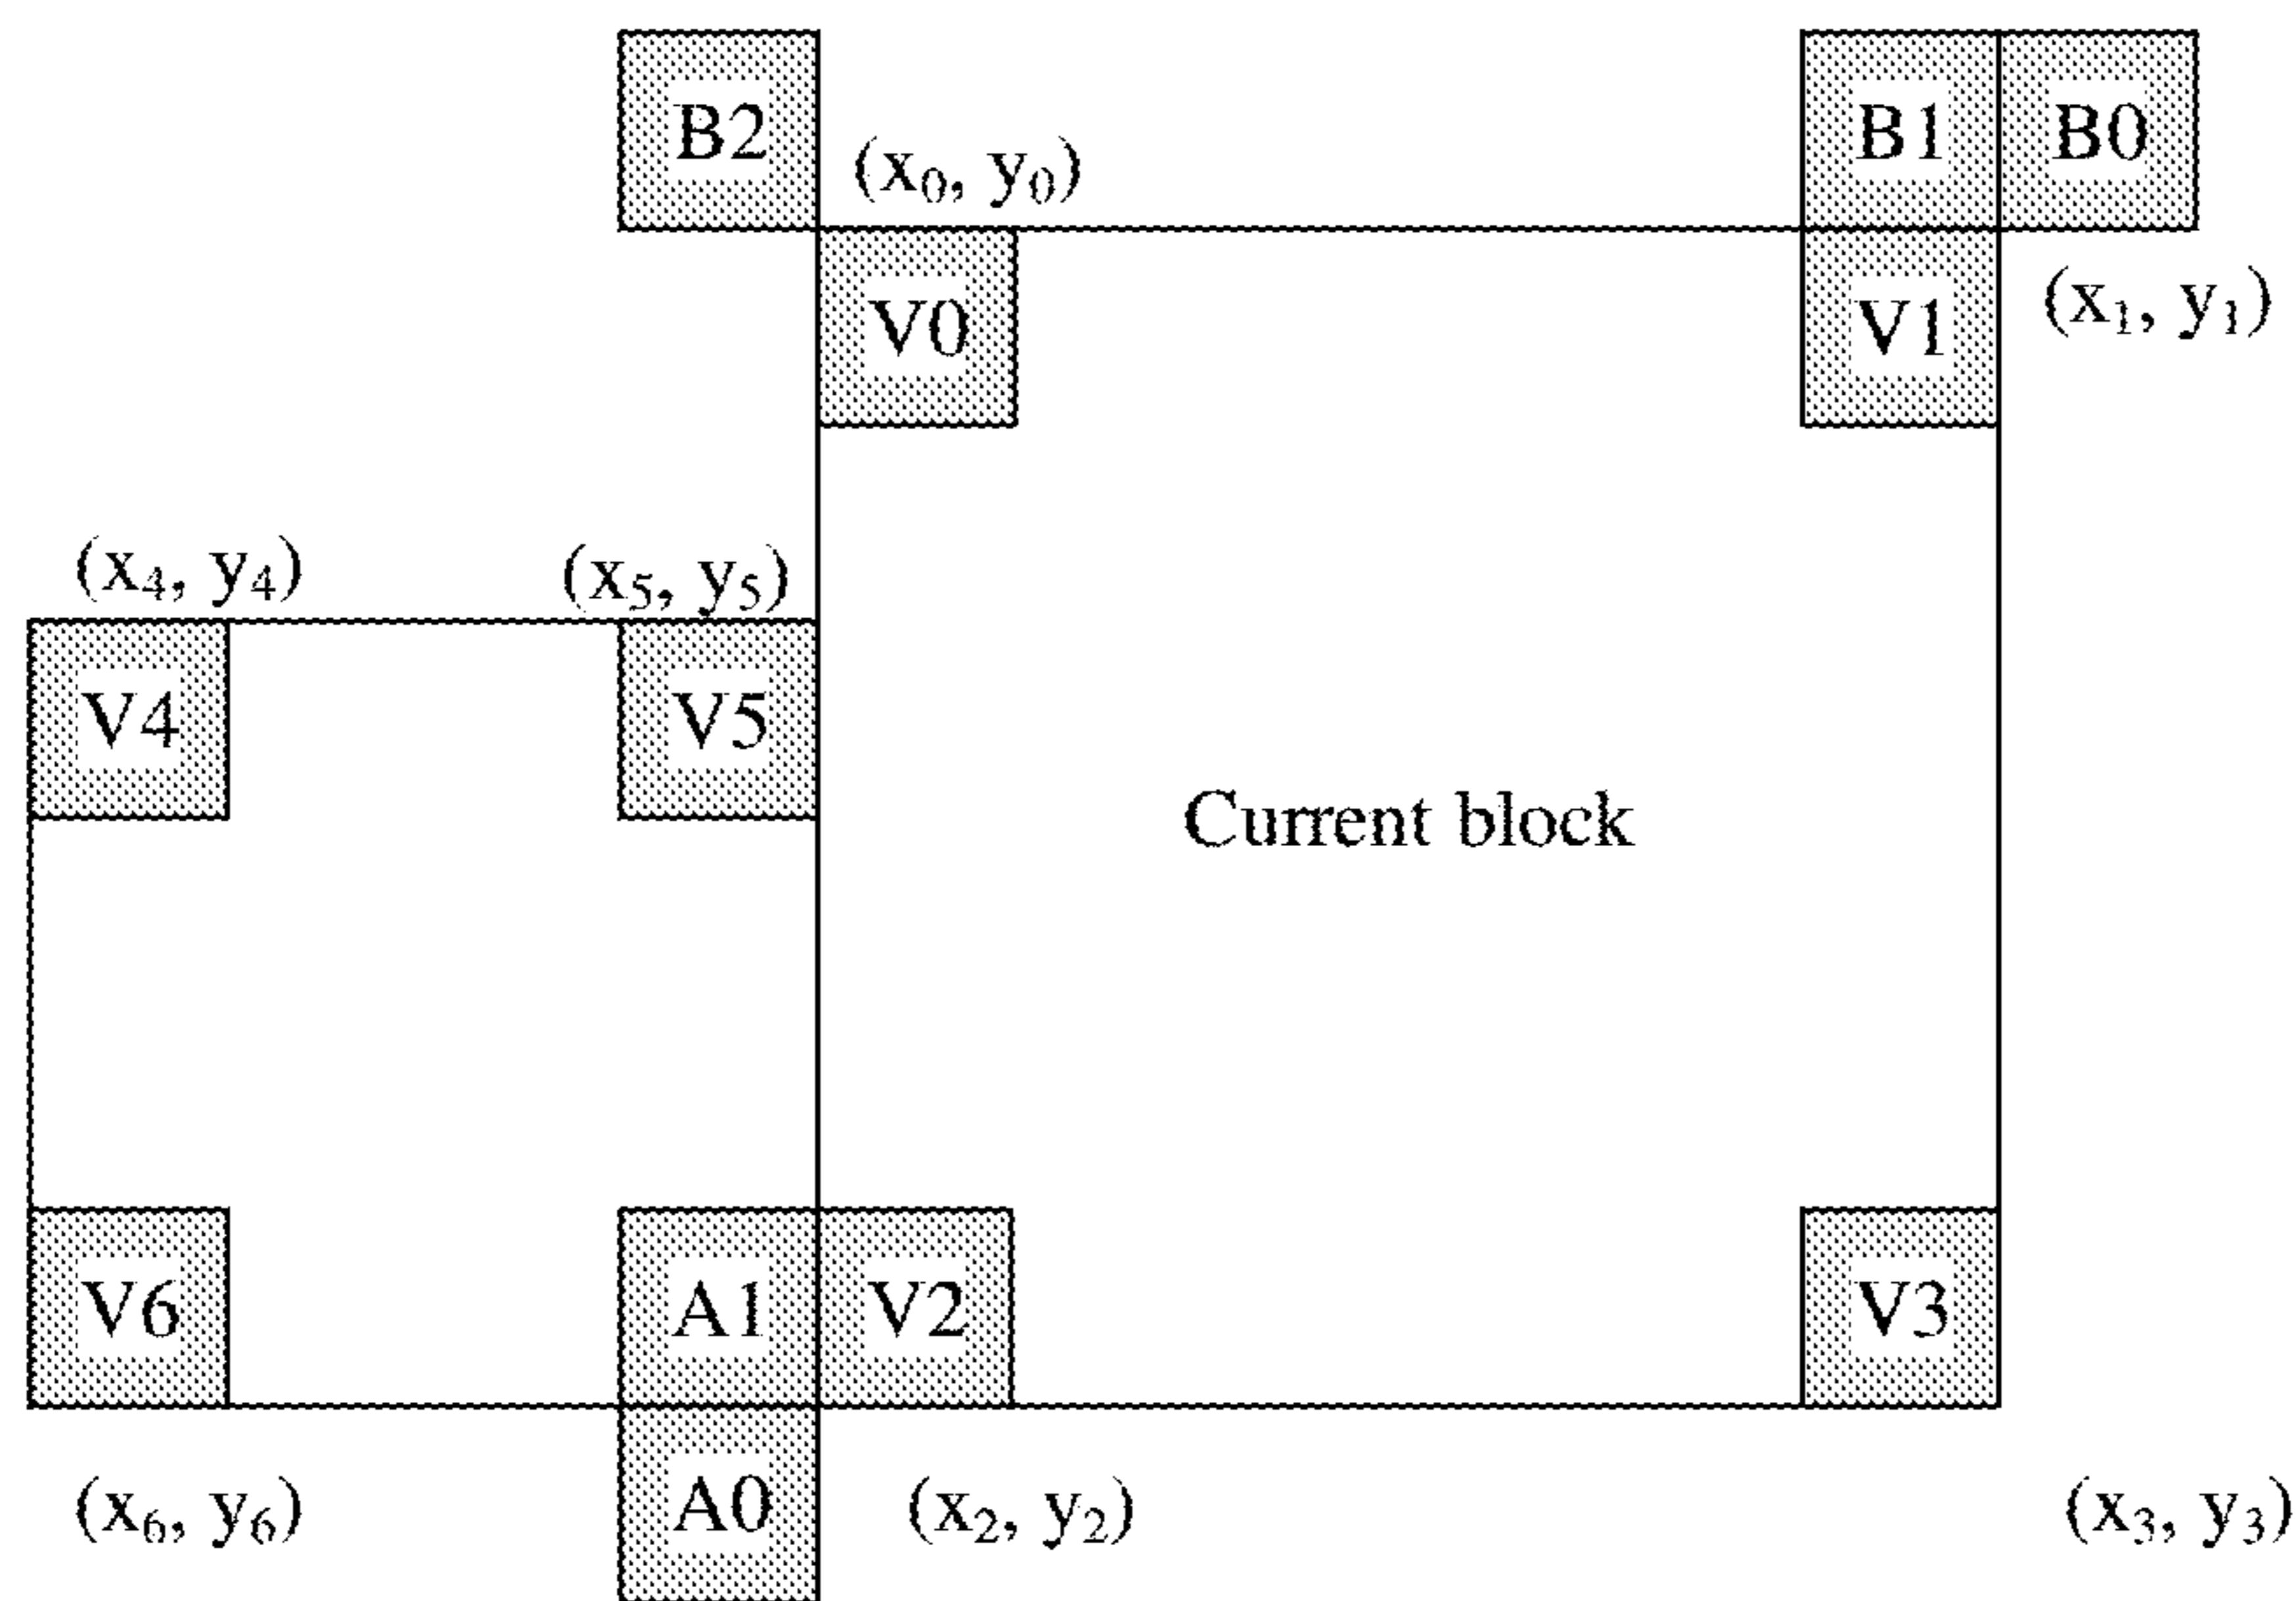 B2 B1 B0
(x₀, y₀)
V0 V1 (x₁, y₁)
(x₄, y₄) (x₅, y₅)
V4 V5
Current block
V6 A1 V2 V3
(x₆, y₆) A0 (x₂, y₂) (x₃, y₃)